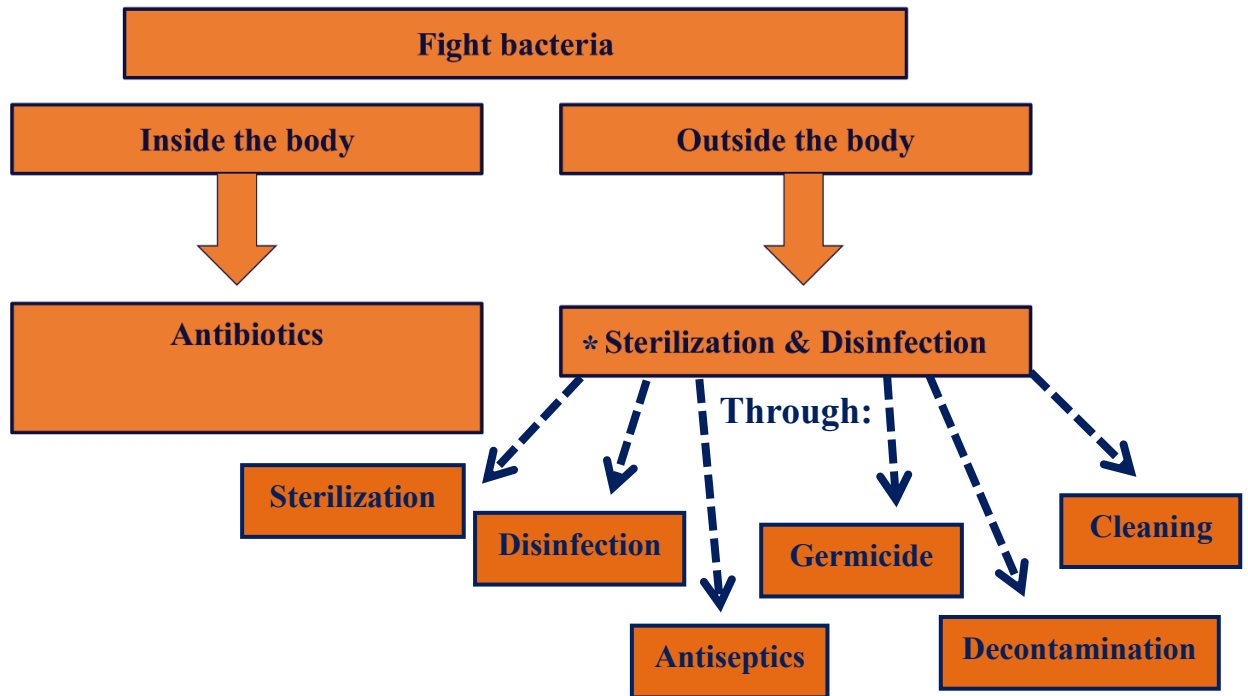 Fight bacteria
Inside the body
Outside the body
Antibiotics
* Sterilization & Disinfection
Through:
Sterilization
Disinfection
Antiseptics
Germicide
Decontamination
Cleaning